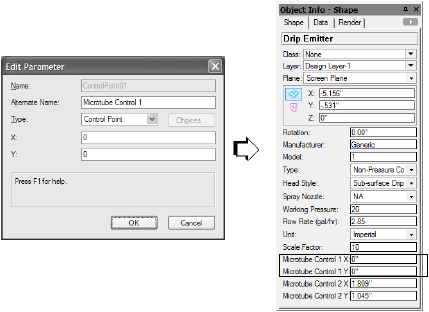 Edit Parameter
Name: ControlPoint01
Alternate Name: Microtube Control 1
Type: Control Point Choices...
X: 0
Y: 0
Press F1 for help.
OK Cancel
Object Info - Shape
Shape Data Render
Drip Emitter
Class: None
Layer: Design Layer-1
Plane: Screen Plane
X: -5.156"
Y: -.531"
Z: 0"
Rotation: 0.00°
Manufacturer: Generic
Model: 1
Type: Non-Pressure Co
Head Style: Sub-surface Drip
Spray Nozzle: NA
Working Pressure: 20
Flow Rate (gal/hr): 2.85
Unit: Imperial
Scale Factor: 10
Microtube Control 1 X: 0"
Microtube Control 1 Y: 0"
Microtube Control 2 X: 1.809"
Microtube Control 2 Y: 1.045"